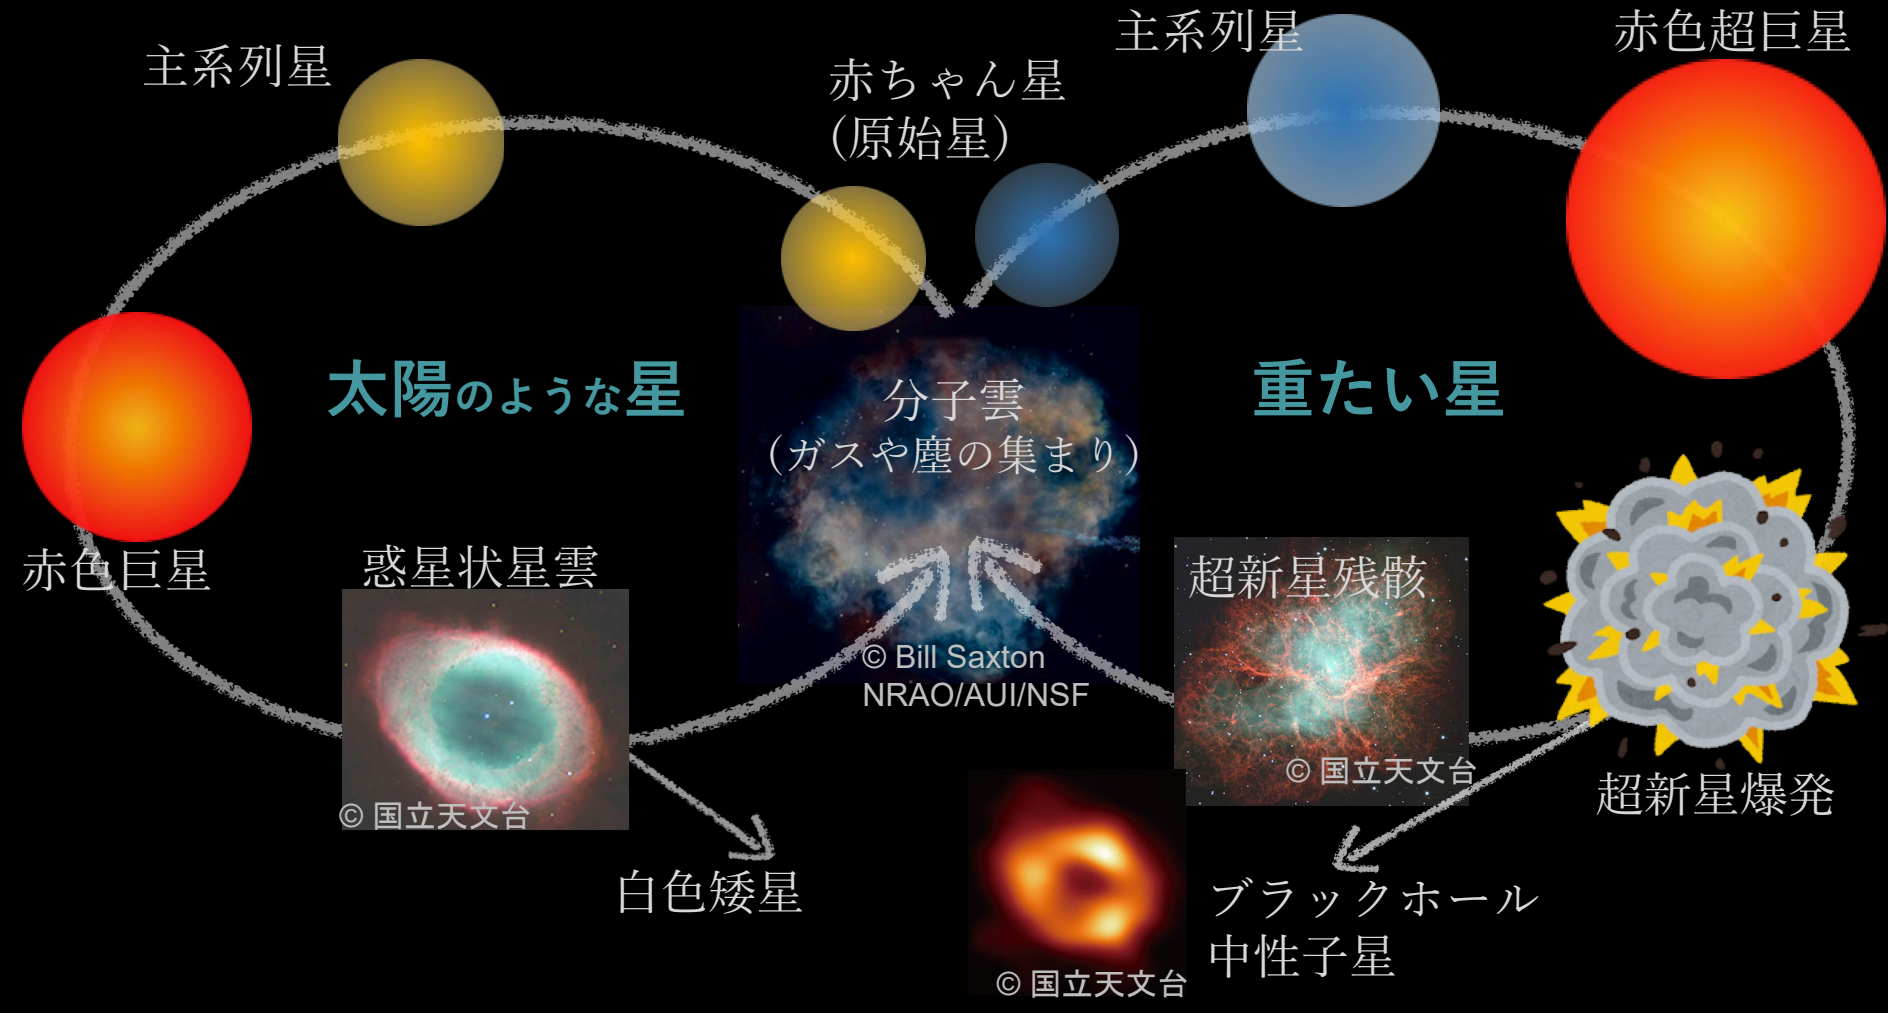 主系列星
赤ちゃん星
(原始星)
主系列星
赤色超巨星
太陽のような星
重たい星
分子雲
(ガスや塵の集まり)
赤色巨星
惑星状星雲
超新星残骸
© Bill Saxton
NRAO/AUI/NSF
© 国立天文台
© 国立天文台
超新星爆発
白色矮星
ブラックホール
中性子星
© 国立天文台